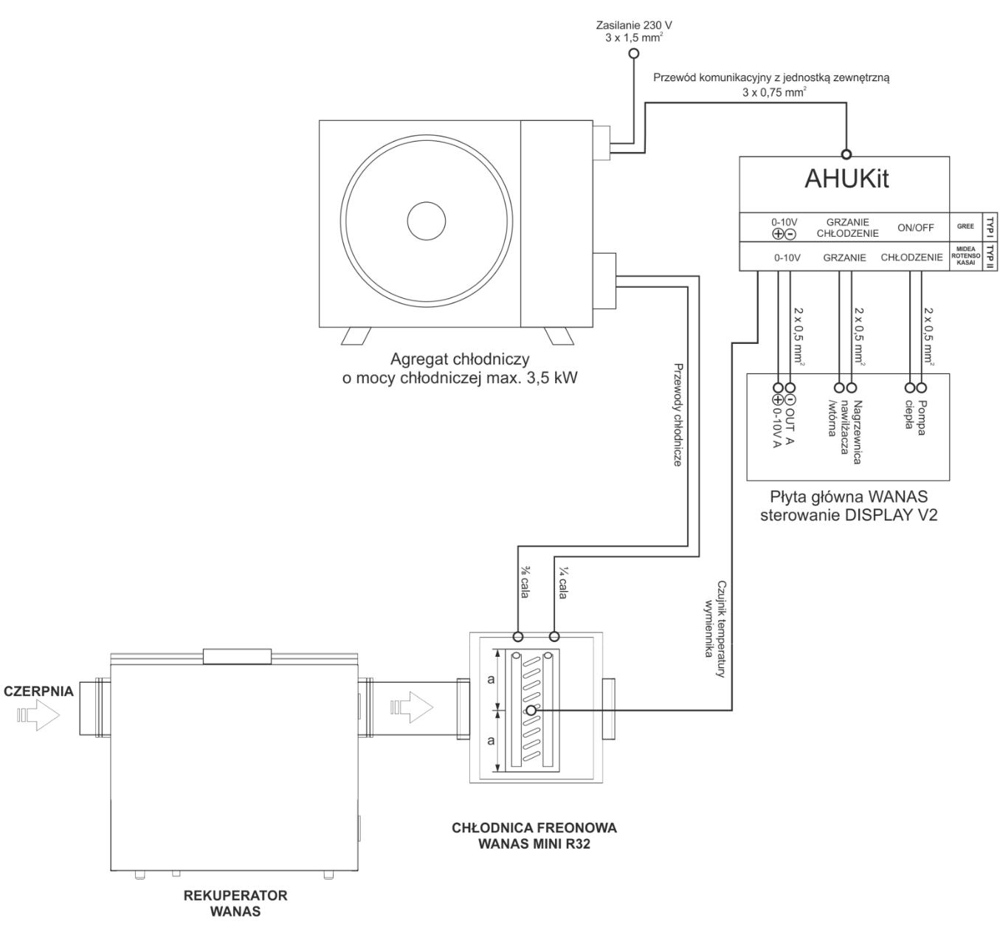 Zasilanie 230 V
3 x 1,5 mm²
Przewód komunikacyjny z jednostką zewnętrzną
3 x 0,75 mm²
AHUKit
0-10V
+ -
GRZANIE
CHŁODZENIE
ON/OFF
GREE
TYP I
0-10V
GRZANIE
CHŁODZENIE
MIDEA
ROTENSO
KASAI
TYP II
2 x 0,5 mm²
2 x 0,5 mm²
2 x 0,5 mm²
- OUT A
+ 0-10V A
Nagrzewnica
nawilżacza
/wtórna
Pompa
ciepła
Płyta główna WANAS
sterowanie DISPLAY V2
Agregat chłodniczy
o mocy chłodniczej max. 3,5 kW
Przewody chłodnicze
⅜ cala
¼ cala
Czujnik temperatury
wymiennika
CZERPNIA
a
a
CHŁODNICA FREONOWA
WANAS MINI R32
REKUPERATOR
WANAS